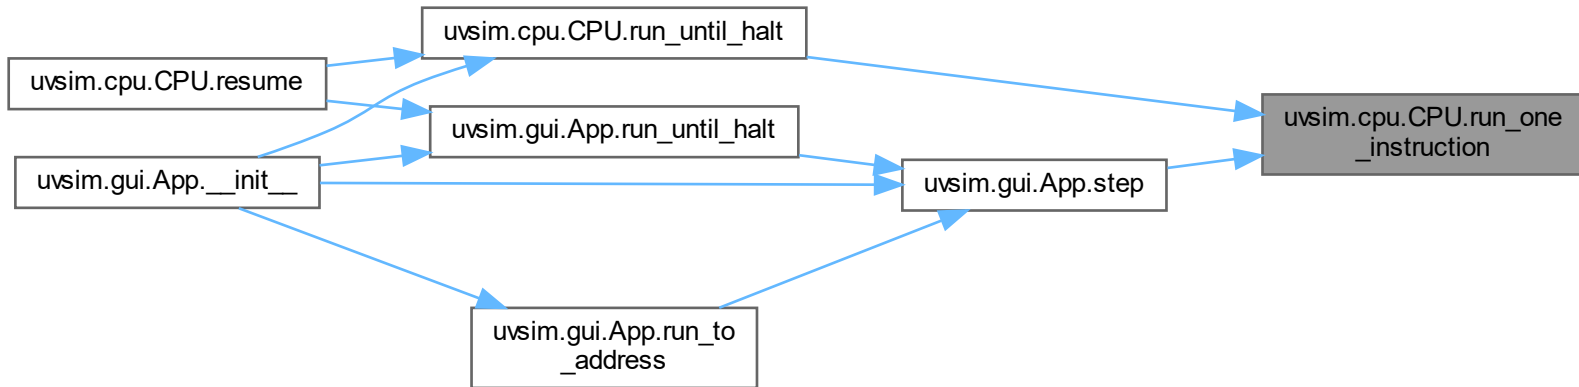 uvsim.cpu.CPU.run_until_halt
uvsim.cpu.CPU.resume
uvsim.cpu.CPU.run_one
_instruction
uvsim.gui.App.run_until_halt
uvsim.gui.App.__init__
uvsim.gui.App.step
uvsim.gui.App.run_to
_address